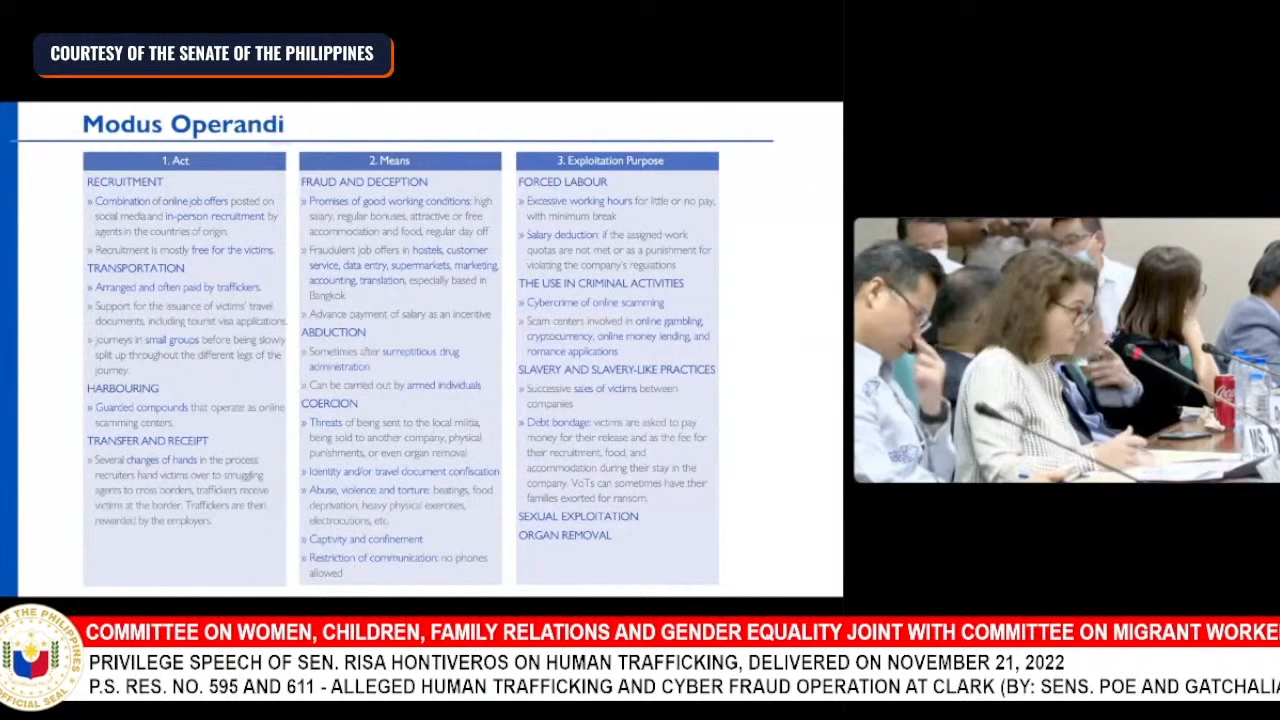 COURTESY OF THE SENATE OF THE PHILIPPINES
Modus Operandi
1. Act
RECRUITMENT
» Combination of online job offers posted on
social media and in-person recruitment by
agents in the countries of origin.
» Recruitment is mostly free for the victims.
TRANSPORTATION
» Arranged and often paid by traffickers.
» Support for the issuance of victims' travel
documents, including tourist visa applications.
» Journeys in small groups before being slowly
split up throughout the different legs of the
journey.
HARBOURING
» Guarded compounds that operate as online
scamming centers.
TRANSFER AND RECEIPT
» Several changes of hands in the process:
recruiters hand victims over to smuggling
agents to cross borders, traffickers receive
victims at the border. Traffickers are then
rewarded by the employers.
2. Means
FRAUD AND DECEPTION
» Promises of good working conditions: high
salary, regular bonuses, attractive or free
accommodation and food, regular day off
» Fraudulent job offers in hostels, customer
service, data entry, supermarkets, marketing,
accounting, translation, especially based in
Bangkok
» Advance payment of salary as an incentive
ABDUCTION
» Sometimes after surreptitious drug
administration
» Can be carried out by armed individuals
COERCION
» Threats of being sent to the local militia,
being sold to another company, physical
punishments, or even organ removal
» Identity and/or travel document confiscation
» Abuse, violence and torture: beatings, food
deprivation, heavy physical exercises,
electrocutions, etc.
» Captivity and confinement
» Restriction of communication: no phones
allowed
3. Exploitation Purpose
FORCED LABOUR
» Excessive working hours for little or no pay,
with minimum break
» Salary deduction: if the assigned work
quotas are not met or as a punishment for
violating the company's regulations
THE USE IN CRIMINAL ACTIVITIES
» Cybercrime of online scamming
» Scam centers involved in online gambling,
cryptocurrency, online money lending, and
romance applications
SLAVERY AND SLAVERY-LIKE PRACTICES
» Successive sales of victims between
companies
» Debt bondage: victims are asked to pay
money for their release and as the fee for
their recruitment, food, and
accommodation during their stay in the
company. VoTs can sometimes have their
families exorted for ransom.
SEXUAL EXPLOITATION
ORGAN REMOVAL
COMMITTEE ON WOMEN, CHILDREN, FAMILY RELATIONS AND GENDER EQUALITY JOINT WITH COMMITTEE ON MIGRANT WORKE
PRIVILEGE SPEECH OF SEN. RISA HONTIVEROS ON HUMAN TRAFFICKING, DELIVERED ON NOVEMBER 21, 2022
P.S. RES. NO. 595 AND 611 - ALLEGED HUMAN TRAFFICKING AND CYBER FRAUD OPERATION AT CLARK (BY: SENS. POE AND GATCHALIA